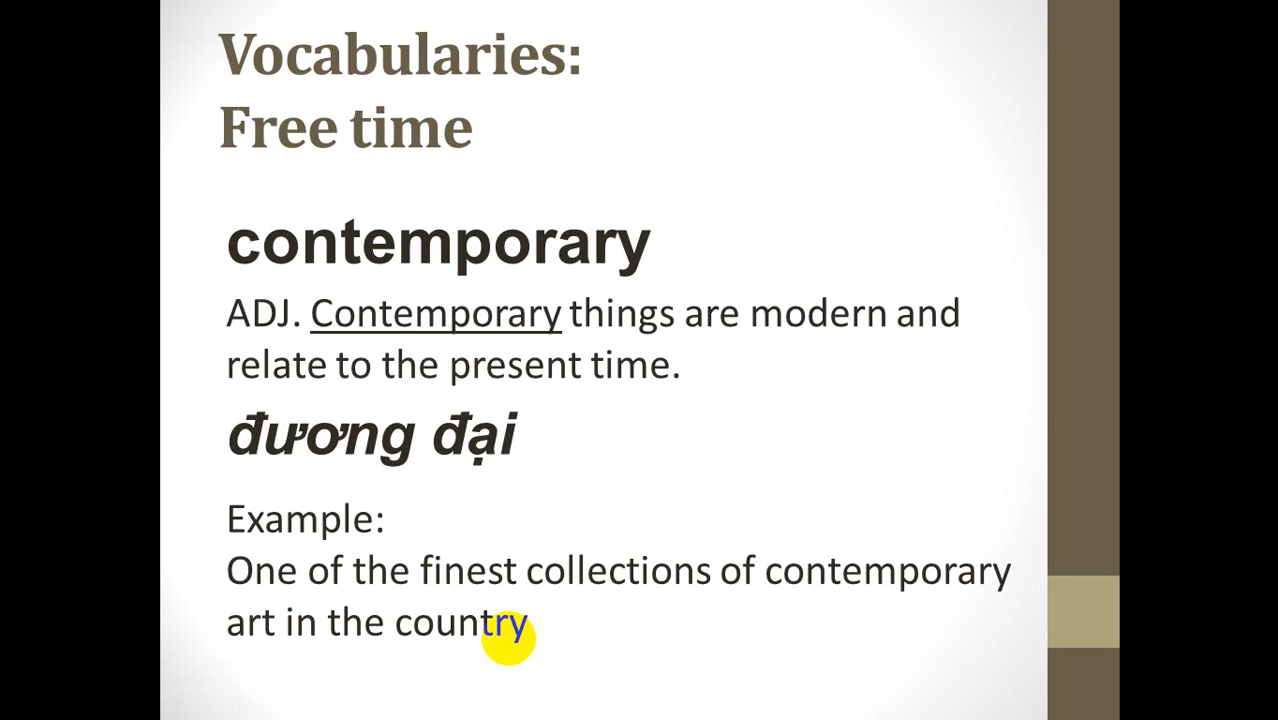 Vocabularies:
Free time
contemporary
ADJ. Contemporary things are modern and
relate to the present time.
đương đại
Example:
One of the finest collections of contemporary
art in the country